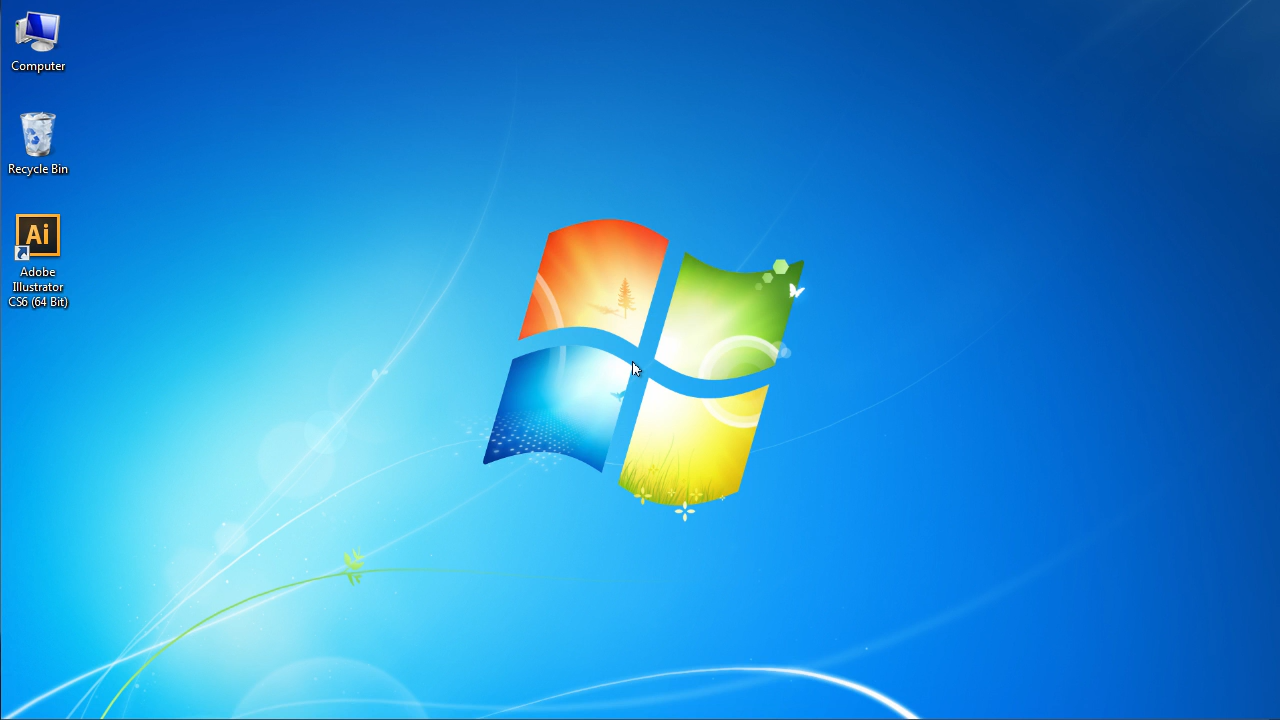 Computer
Recycle Bin
Ai
Adobe
Illustrator
CS6 (64 Bit)